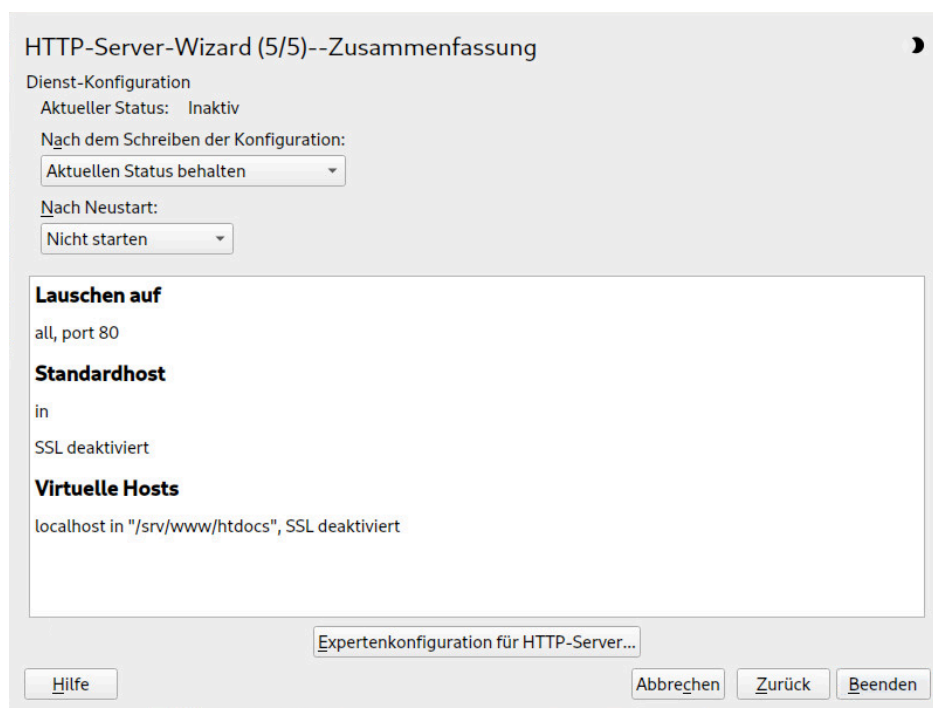 HTTP-Server-Wizard (5/5)--Zusammenfassung
Dienst-Konfiguration
Aktueller Status: Inaktiv
Nach dem Schreiben der Konfiguration:
Aktuellen Status behalten
Nach Neustart:
Nicht starten
Lauschen auf
all, port 80
Standardhost
in
SSL deaktiviert
Virtuelle Hosts
localhost in "/srv/www/htdocs", SSL deaktiviert
Expertenkonfiguration für HTTP-Server...
Hilfe Abbrechen Zurück Beenden